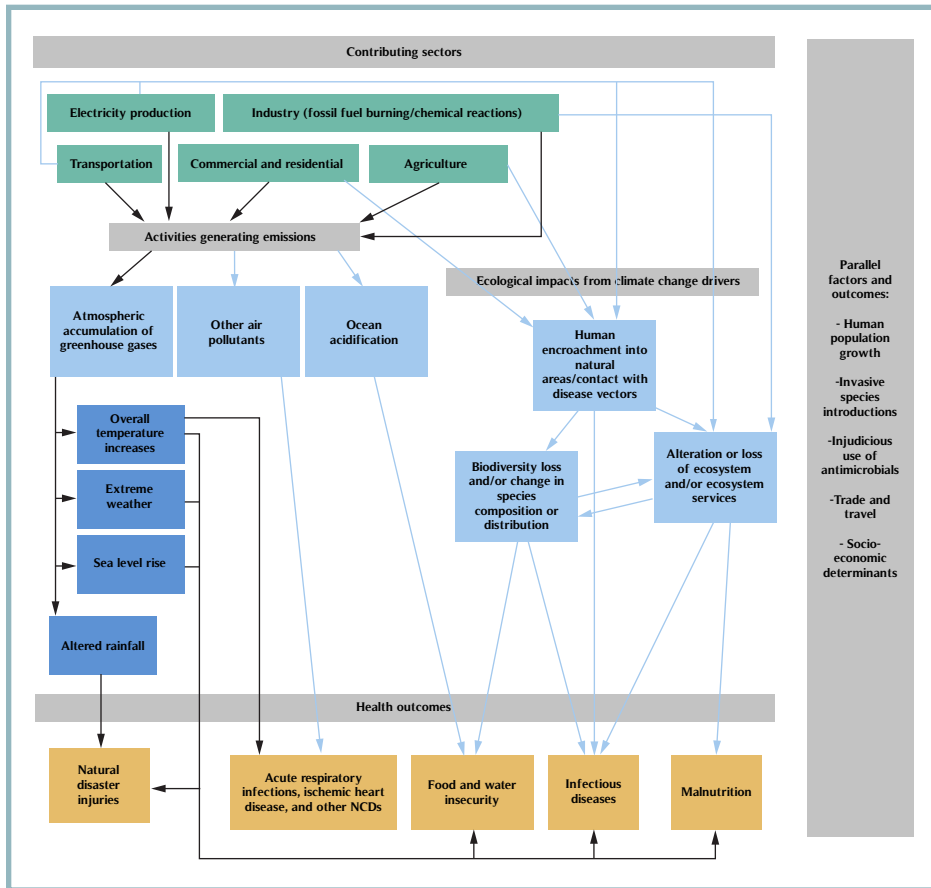 Contributing sectors
Electricity production
Industry (fossil fuel burning/chemical reactions)
Transportation
Commercial and residential
Agriculture
Activities generating emissions
Ecological impacts from climate change drivers
Atmospheric
accumulation of
greenhouse gases
Other air
pollutants
Ocean
acidification
Human
encroachment into
natural
areas/contact with
disease vectors
Overall
temperature
increases
Extreme
weather
Sea level rise
Altered rainfall
Biodiversity loss
and/or change in
species
composition or
distribution
Alteration or loss
of ecosystem
and/or ecosystem
services
Health outcomes
Natural
disaster
injuries
Acute respiratory
infections, ischemic heart
disease, and other NCDs
Food and water
insecurity
Infectious
diseases
Malnutrition
Parallel
factors and
outcomes:
- Human
population
growth
-Invasive
species
introductions
-Injudicious
use of
antimicrobials
-Trade and
travel
- Socio-
economic
determinants